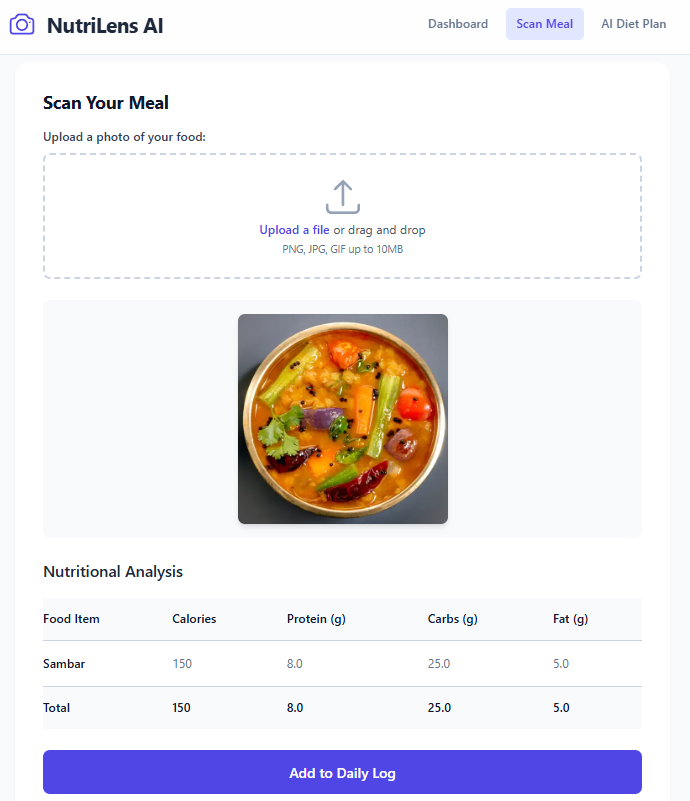 NutriLens AI
Dashboard Scan Meal AI Diet Plan
Scan Your Meal
Upload a photo of your food:
Upload a file or drag and drop
PNG, JPG, GIF up to 10MB
Nutritional Analysis
Food Item Calories Protein (g) Carbs (g) Fat (g)
Sambar 150 8.0 25.0 5.0
Total 150 8.0 25.0 5.0
Add to Daily Log